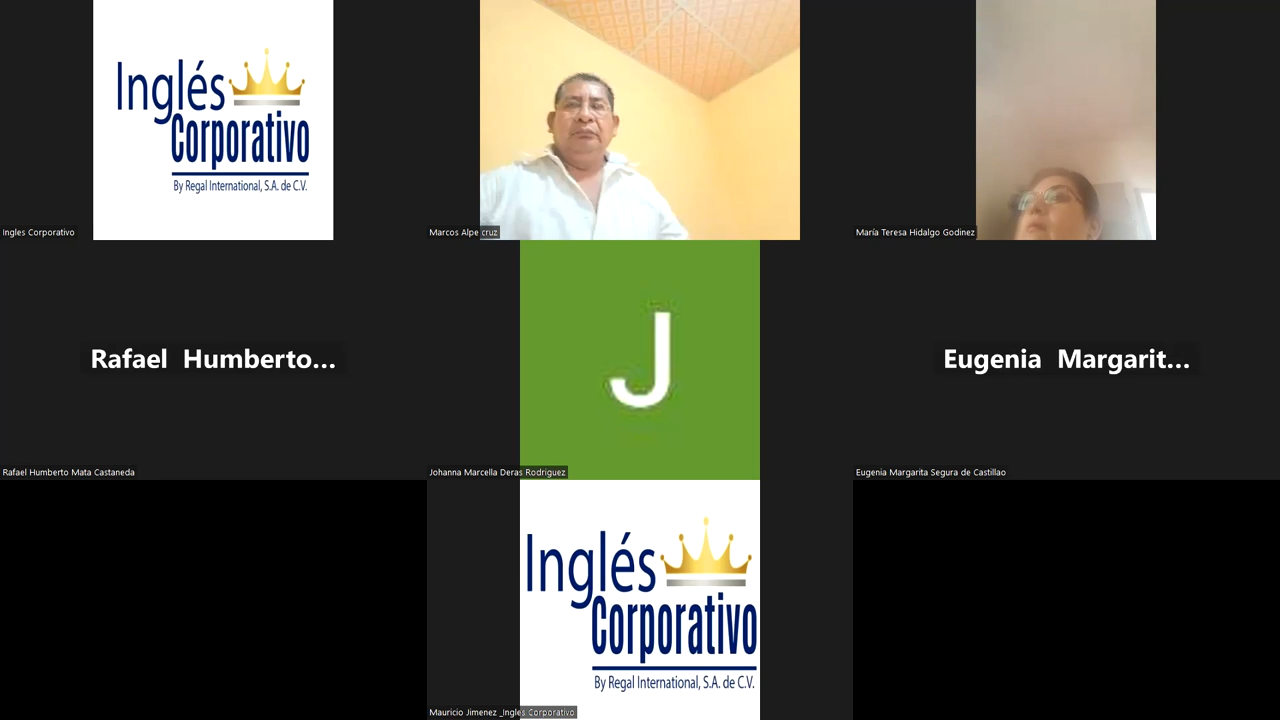 Inglés
Corporativo
By Regal International, S.A. de C.V.
Ingles Corporativo
Marcos Alpe cruz
María Teresa Hidalgo Godinez
Rafael Humberto...
Rafael Humberto Mata Castaneda
J
Johanna Marcella Deras Rodriguez
Eugenia Margarit...
Eugenia Margarita Segura de Castillao
Inglés
Corporativo
By Regal International, S.A. de C.V.
Mauricio Jimenez _Ingles Corporativo